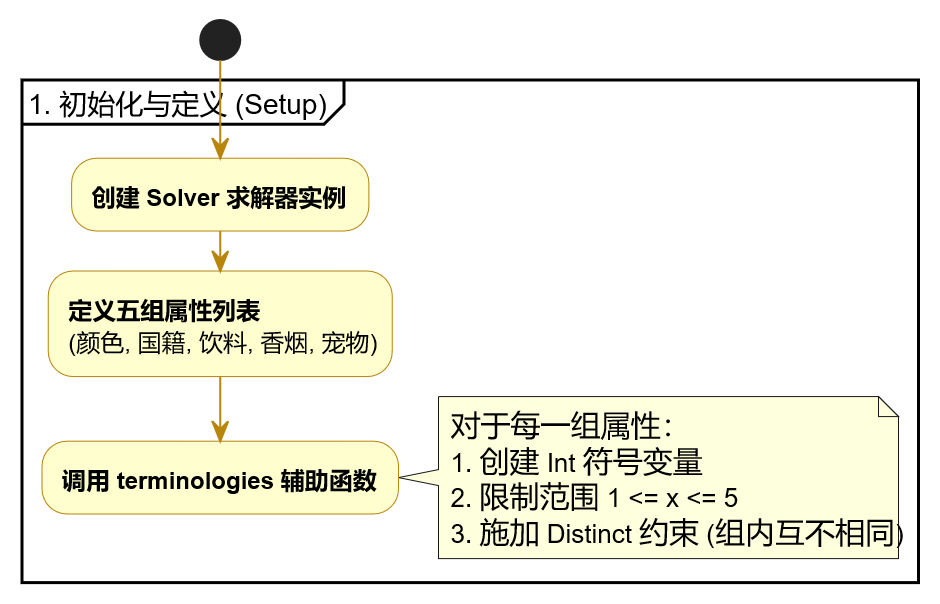 1. 初始化与定义 (Setup)
创建 Solver 求解器实例
定义五组属性列表
(颜色, 国籍, 饮料, 香烟, 宠物)
调用 terminologies 辅助函数
对于每一组属性：
1. 创建 Int 符号变量
2. 限制范围 1 <= x <= 5
3. 施加 Distinct 约束 (组内互不相同)